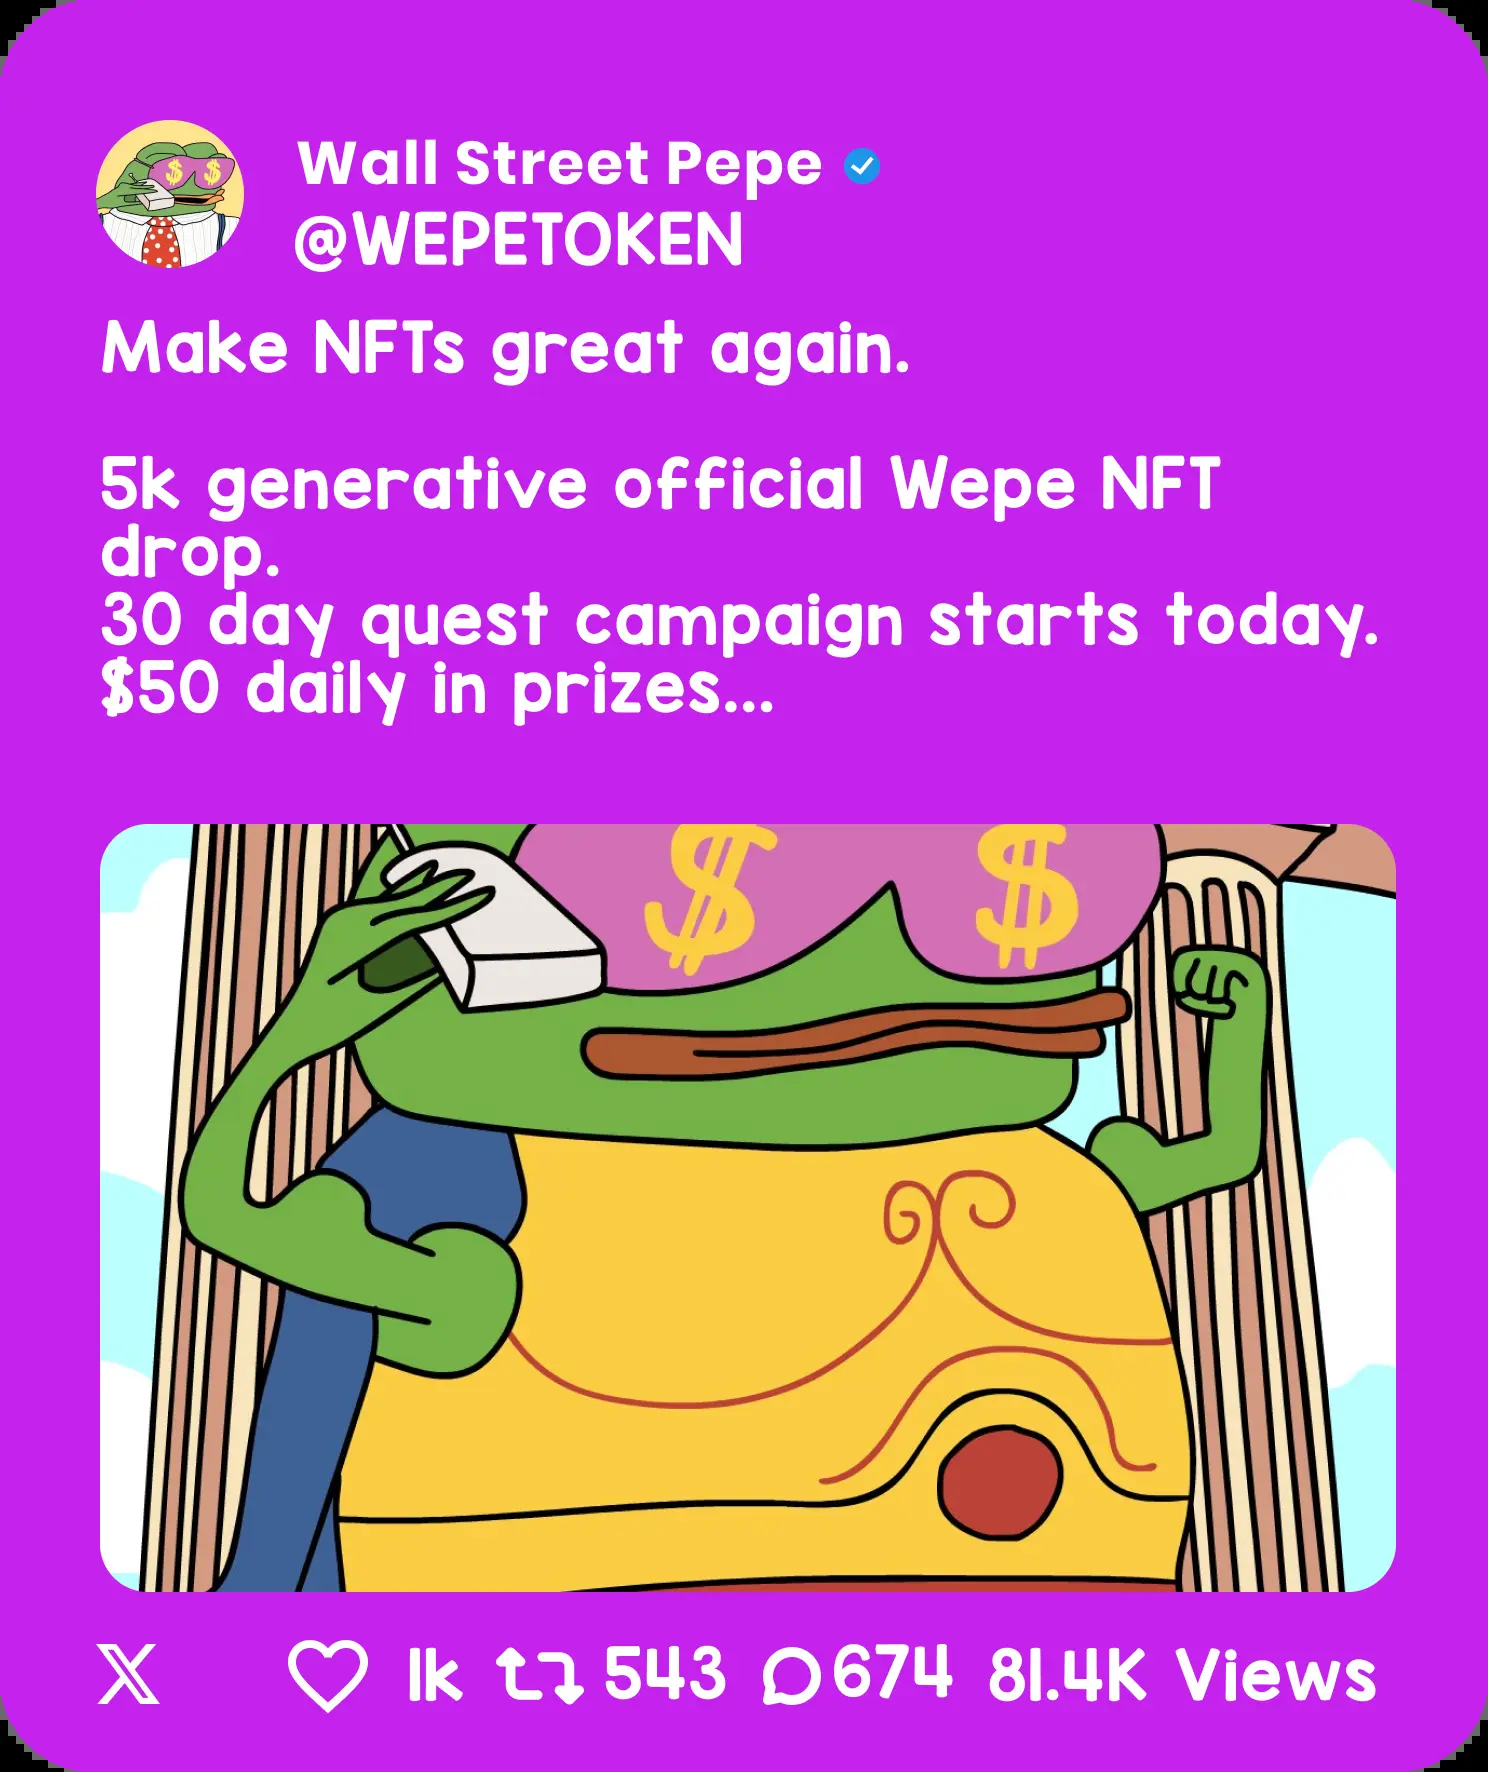 Wall Street Pepe
@WEPETOKEN
Make NFTs great again.
5k generative official Wepe NFT
drop.
30 day quest campaign starts today.
$50 daily in prizes...
$ $
1k 543 674 81.4K Views